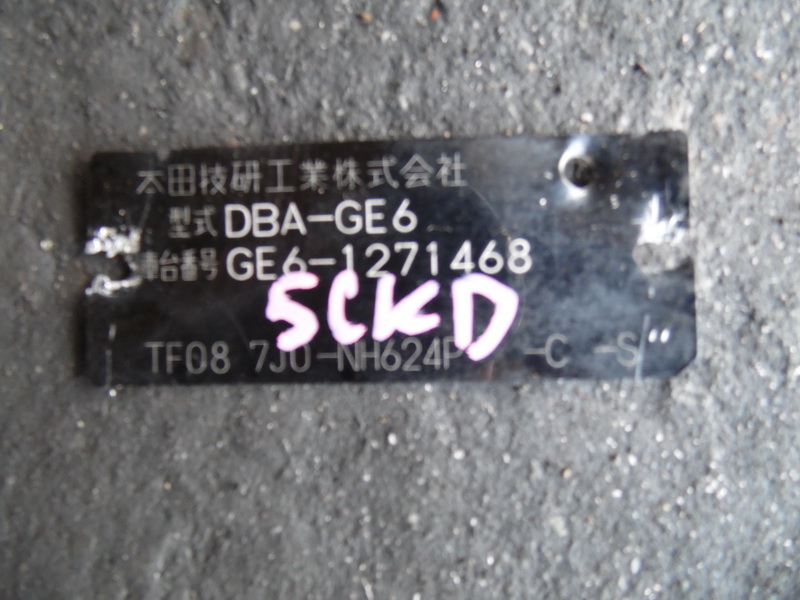 本田技研工業株式会社
型式 DBA-GE6
車台番号 GE6-1271468
5CKD
TF08 7J0-NH624P -C -S